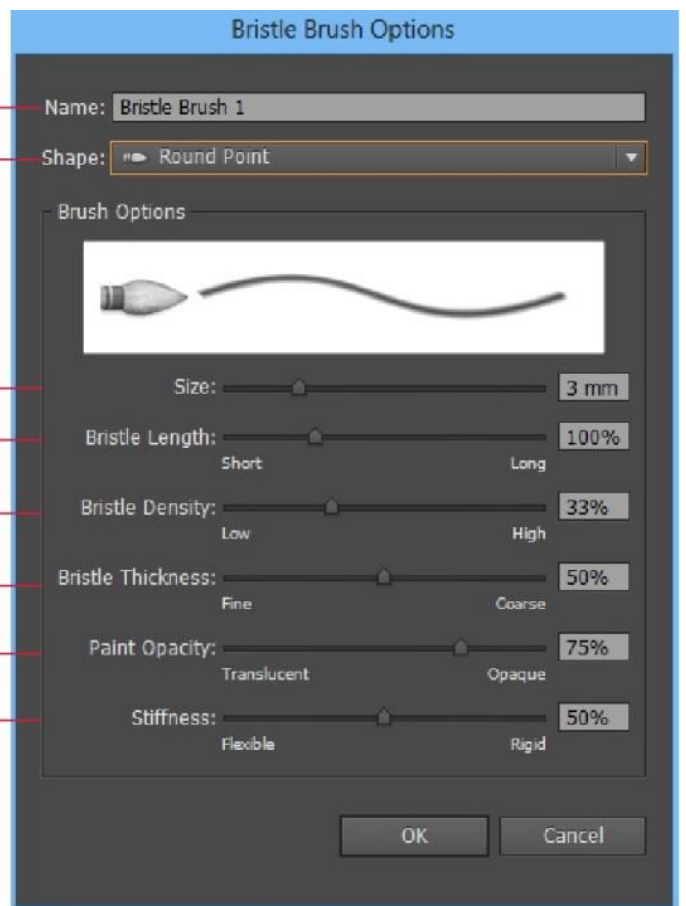 Bristle Brush Options
Name: Bristle Brush 1
Shape: Round Point
Brush Options
Size: 3 mm
Bristle Length: 100%
Short Long
Bristle Density: 33%
Low High
Bristle Thickness: 50%
Fine Coarse
Paint Opacity: 75%
Translucent Opaque
Stiffness: 50%
Flexible Rigid
OK Cancel